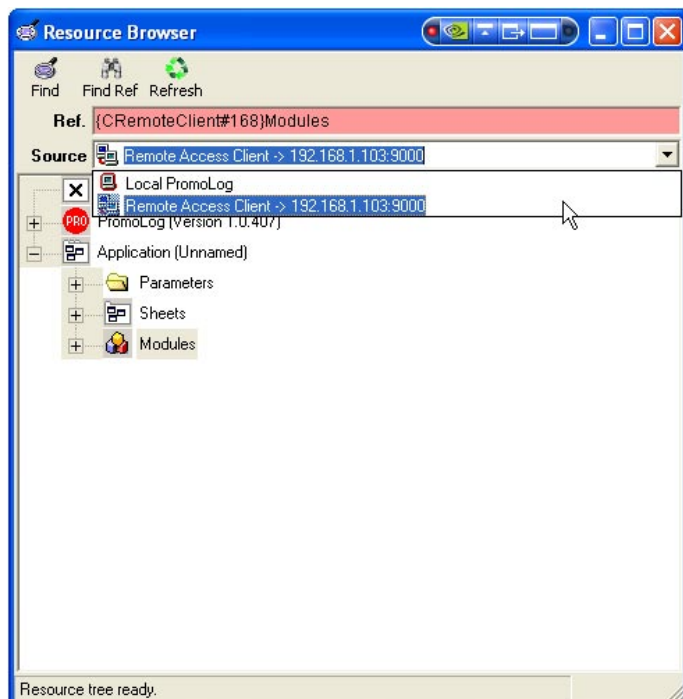 Resource Browser
Find Find Ref Refresh
Ref. {CRemoteClient#168}Modules
Source Remote Access Client -> 192.168.1.103:9000
Local PromoLog
Remote Access Client -> 192.168.1.103:9000
PRO PromoLog (Version 1.0.407)
Application (Unnamed)
Parameters
Sheets
Modules
Resource tree ready.